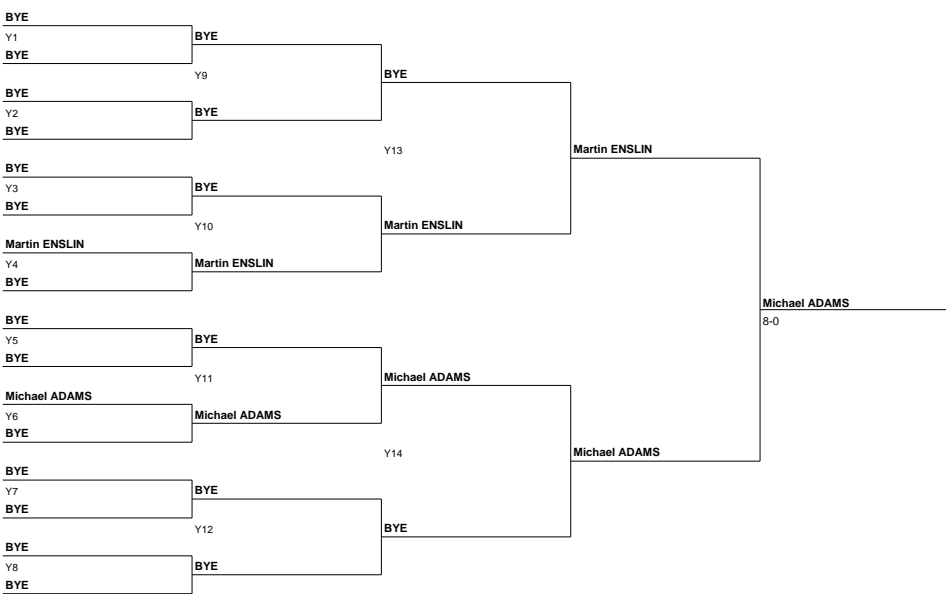 BYE
Y1
BYE
BYE
Y9
BYE
Y2
BYE
BYE
BYE
Y13
BYE
Y3
BYE
BYE
Y10
Martin ENSLIN
Y4
BYE
Martin ENSLIN
Martin ENSLIN
Martin ENSLIN
BYE
Y5
BYE
BYE
Y11
Michael ADAMS
Y6
BYE
Michael ADAMS
Michael ADAMS
Y14
BYE
Y7
BYE
BYE
Y12
BYE
Y8
BYE
BYE
BYE
Michael ADAMS
Michael ADAMS
8-0